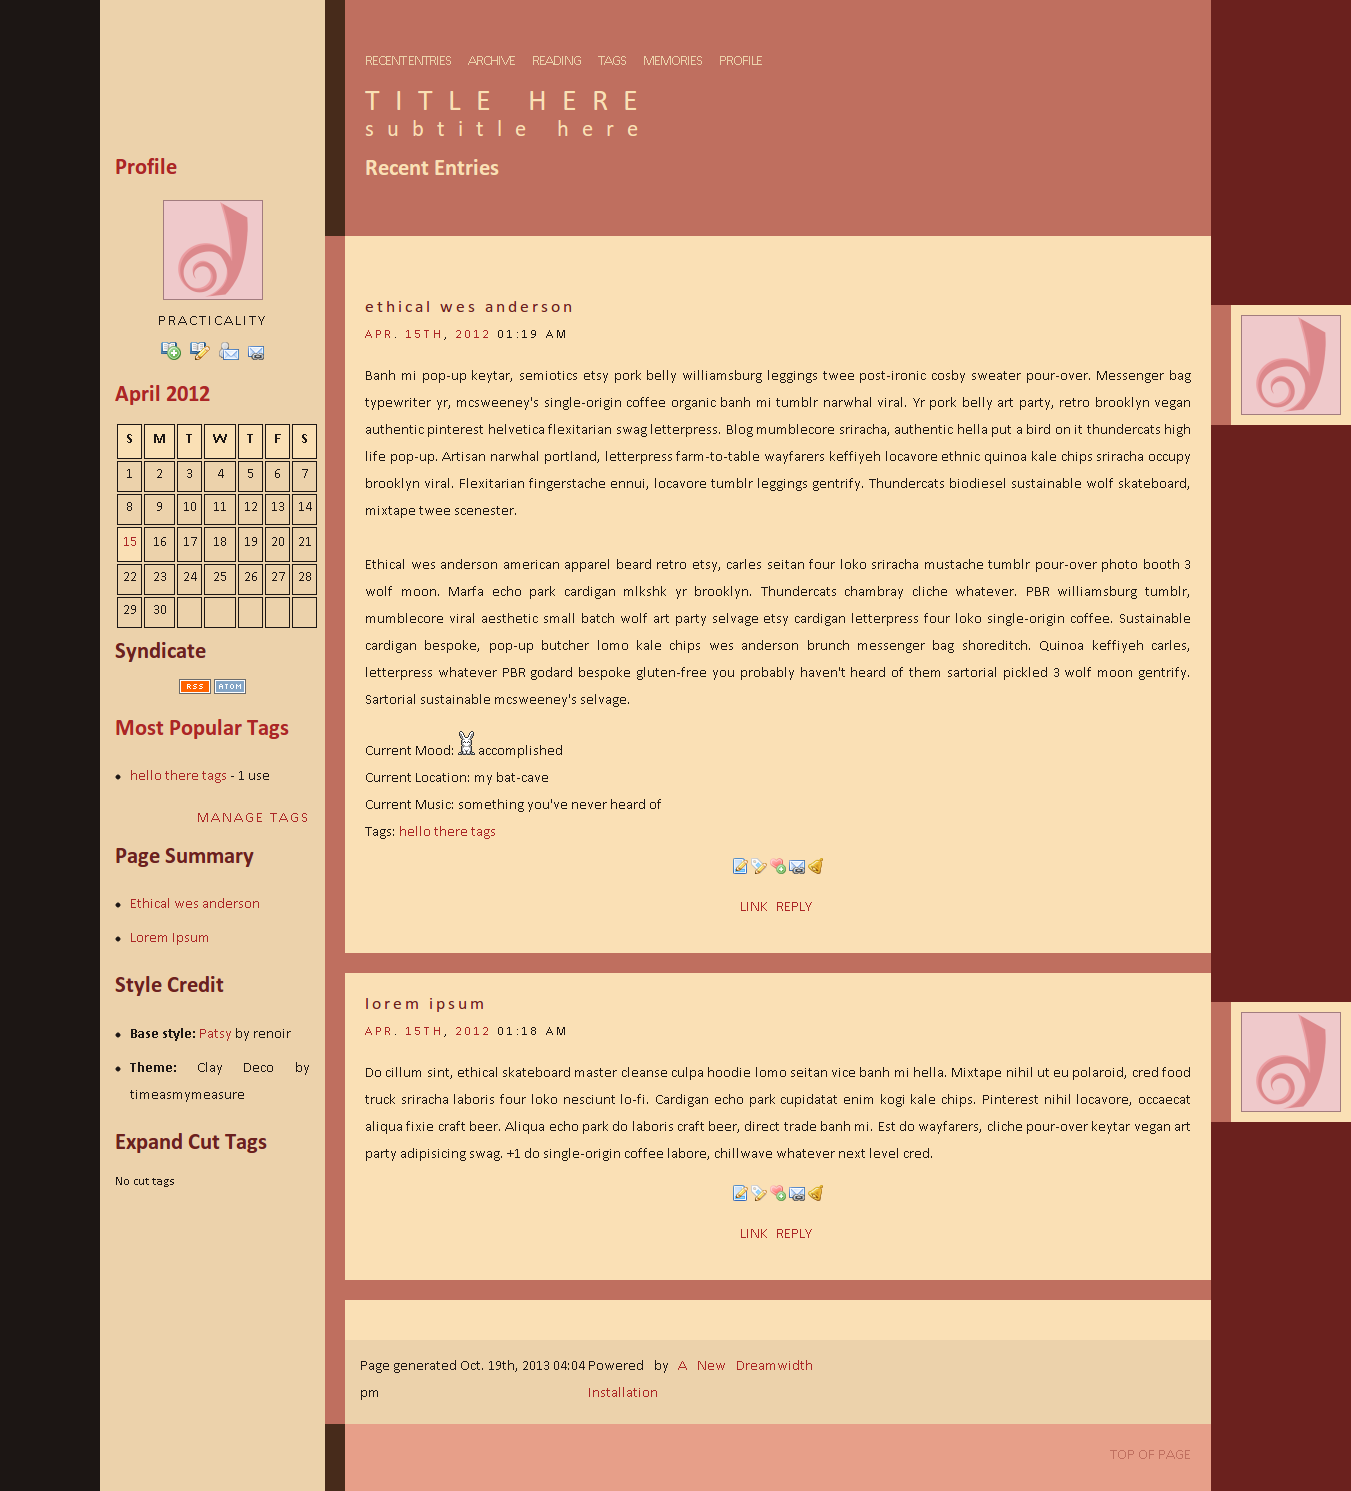 RECENT ENTRIES ARCHIVE READING TAGS MEMORIES PROFILE
TITLE HERE
subtitle here
Recent Entries
Profile
PRACTICALITY
April 2012
S M T W T F S
1 2 3 4 5 6 7
8 9 10 11 12 13 14
15 16 17 18 19 20 21
22 23 24 25 26 27 28
29 30
Syndicate
RSS ATOM
Most Popular Tags
hello there tags - 1 use
MANAGE TAGS
Page Summary
Ethical wes anderson
Lorem Ipsum
Style Credit
Base style: Patsy by renoir
Theme: Clay Deco by
timeasmymeasure
Expand Cut Tags
No cut tags
ethical wes anderson
APR. 15TH, 2012 01:19 AM
Banh mi pop-up keytar, semiotics etsy pork belly williamsburg leggings twee post-ironic cosby sweater pour-over. Messenger bag
typewriter yr, mcsweeney's single-origin coffee organic banh mi tumblr narwhal viral. Yr pork belly art party, retro brooklyn vegan
authentic pinterest helvetica flexitarian swag letterpress. Blog mumblecore sriracha, authentic hella put a bird on it thundercats high
life pop-up. Artisan narwhal portland, letterpress farm-to-table wayfarers keffiyeh locavore ethnic quinoa kale chips sriracha occupy
brooklyn viral. Flexitarian fingerstache ennui, locavore tumblr leggings gentrify. Thundercats biodiesel sustainable wolf skateboard,
mixtape twee scenester.
Ethical wes anderson american apparel beard retro etsy, carles seitan four loko sriracha mustache tumblr pour-over photo booth 3
wolf moon. Marfa echo park cardigan mlkshk yr brooklyn. Thundercats chambray cliche whatever. PBR williamsburg tumblr,
mumblecore viral aesthetic small batch wolf art party selvage etsy cardigan letterpress four loko single-origin coffee. Sustainable
cardigan bespoke, pop-up butcher lomo kale chips wes anderson brunch messenger bag shoreditch. Quinoa keffiyeh carles,
letterpress whatever PBR godard bespoke gluten-free you probably haven't heard of them sartorial pickled 3 wolf moon gentrify.
Sartorial sustainable mcsweeney's selvage.
Current Mood: accomplished
Current Location: my bat-cave
Current Music: something you've never heard of
Tags: hello there tags
LINK REPLY
lorem ipsum
APR. 15TH, 2012 01:18 AM
Do cillum sint, ethical skateboard master cleanse culpa hoodie lomo seitan vice banh mi hella. Mixtape nihil ut eu polaroid, cred food
truck sriracha laboris four loko nesciunt lo-fi. Cardigan echo park cupidatat enim kogi kale chips. Pinterest nihil locavore, occaecat
aliqua fixie craft beer. Aliqua echo park do laboris craft beer, direct trade banh mi. Est do wayfarers, cliche pour-over keytar vegan art
party adipisicing swag. +1 do single-origin coffee labore, chillwave whatever next level cred.
LINK REPLY
Page generated Oct. 19th, 2013 04:04
pm
Powered by A New Dreamwidth
Installation
TOP OF PAGE